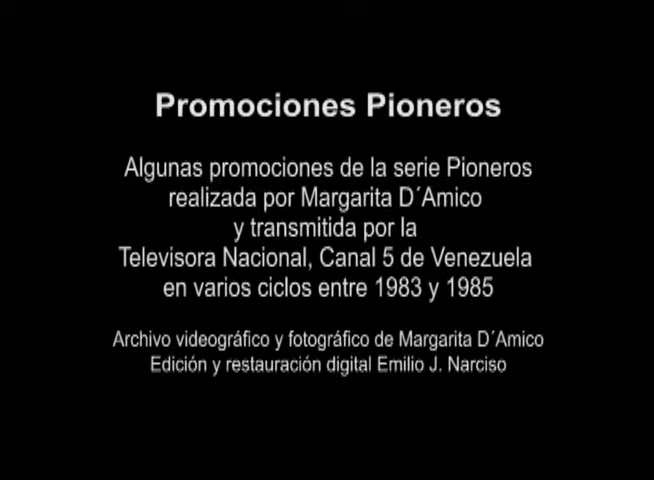 Promociones Pioneros
Algunas promociones de la serie Pioneros
realizada por Margarita D´Amico
y transmitida por la
Televisora Nacional, Canal 5 de Venezuela
en varios ciclos entre 1983 y 1985
Archivo videográfico y fotográfico de Margarita D´Amico
Edición y restauración digital Emilio J. Narciso